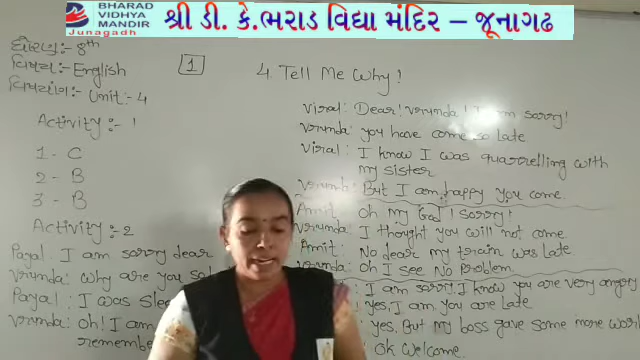 BHARAD
VIDHYA
MANDIR
Junagadh
શ્રી ડી. કે.ભરાડ વિદ્યા મંદિર – જૂનાગઢ
ધોરણ:- 8th
વિષય:- English
વિષયાંગ:- Unit:- 4
Activity:- 1
1 - C
2 - B
3 - B
Activity:- 2
Payal: I am sorry dear
Vrunda: Why are you so
Payal: I was slee
Vrunda: Oh! I am
remembe
1
4. Tell Me Why!
Viral: Dear! Vrunda! I am sorry!
Vrunda: you have come so late
Viral: I know I was quarrelling with
my sister
Vrunda: But I am happy you come.
Amit: oh my God! sorry!
Vrunda: I thought you will not come
Amit: No dear my train was late
Vrunda: Oh I see No problem
: I am sorry I know you are very angry
: yes, I am you are late
: yes, But my boss gave some more work
: Ok Welcome.